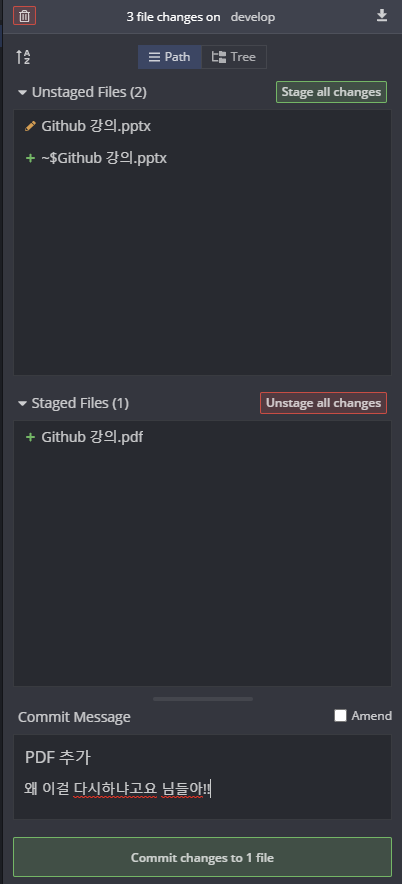 3 file changes on develop
A
Z
Path Tree
Unstaged Files (2) Stage all changes
Github 강의.pptx
~$Github 강의.pptx
Staged Files (1) Unstage all changes
Github 강의.pdf
Commit Message Amend
PDF 추가
왜 이걸 다시하냐고요 님들아!!
Commit changes to 1 file